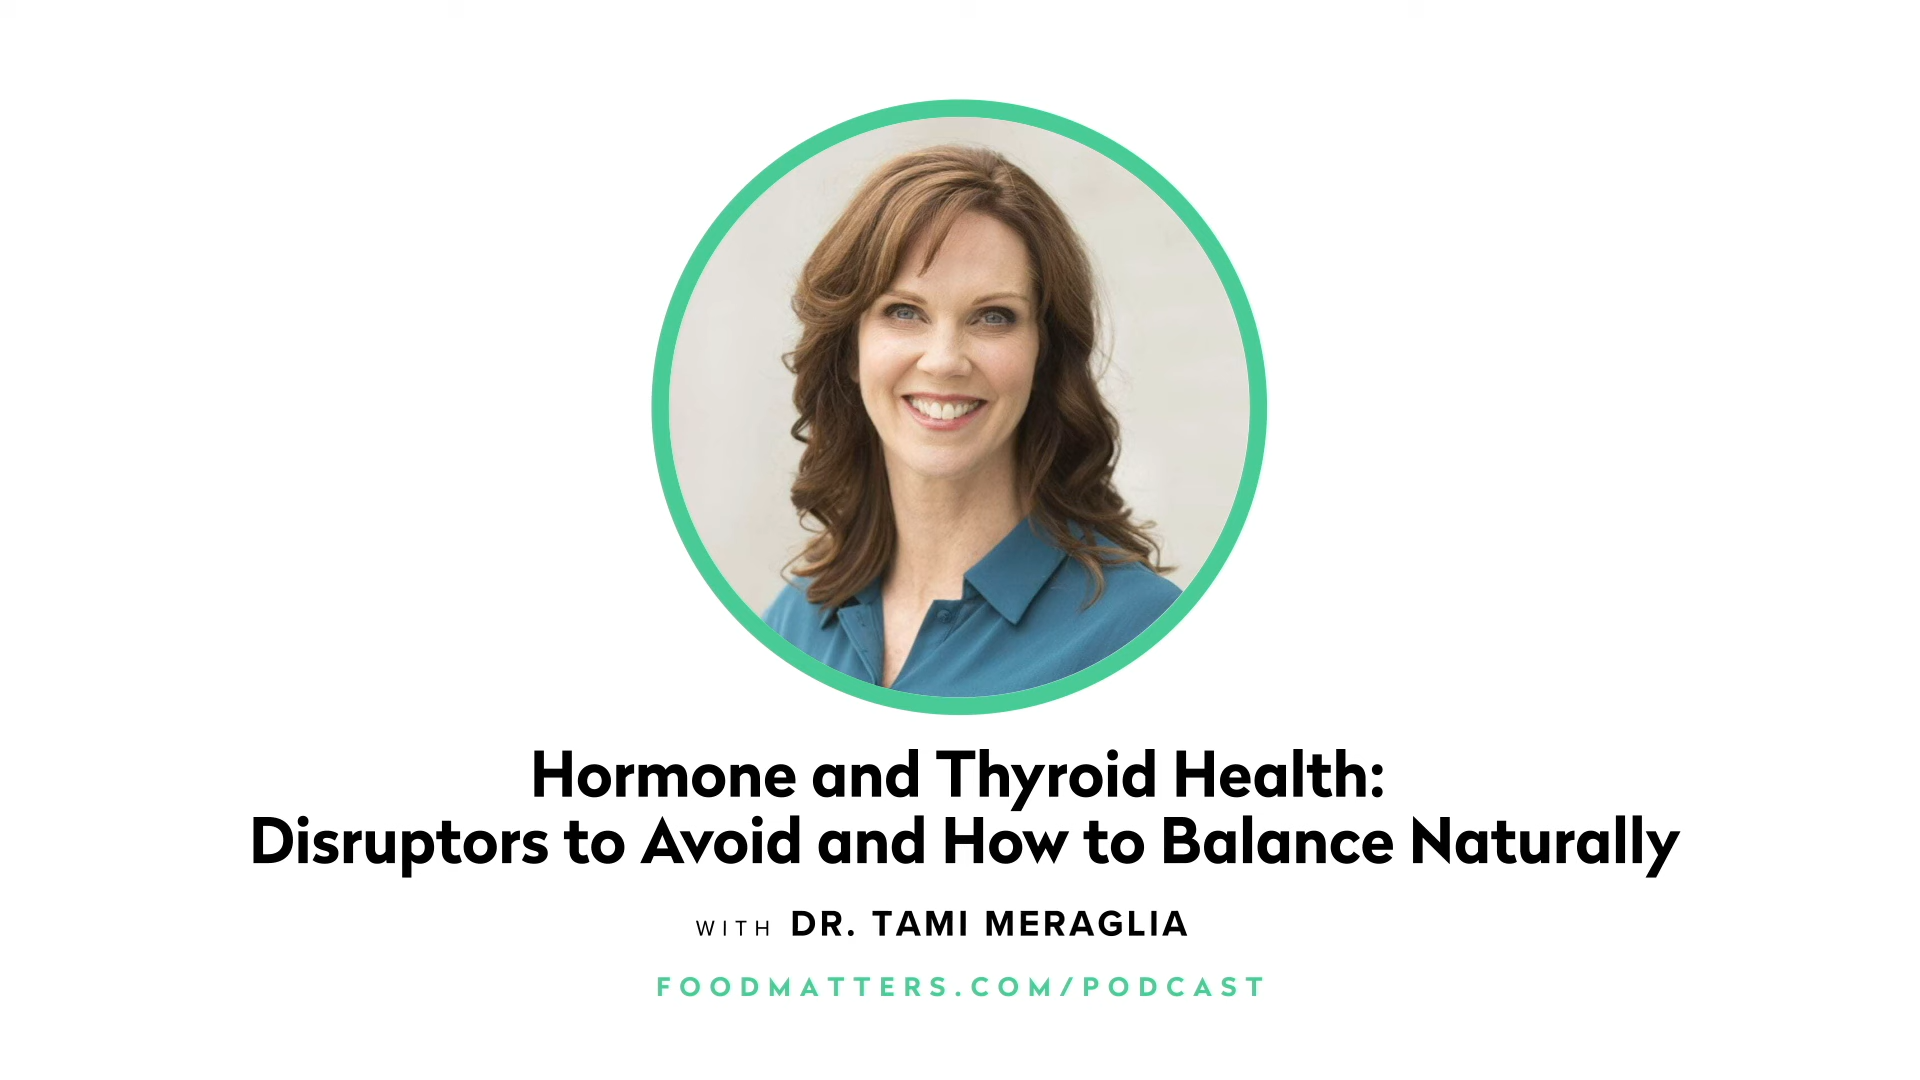 Hormone and Thyroid Health:
Disruptors to Avoid and How to Balance Naturally
WITH DR. TAMI MERAGLIA
FOODMATTERS.COM/PODCAST